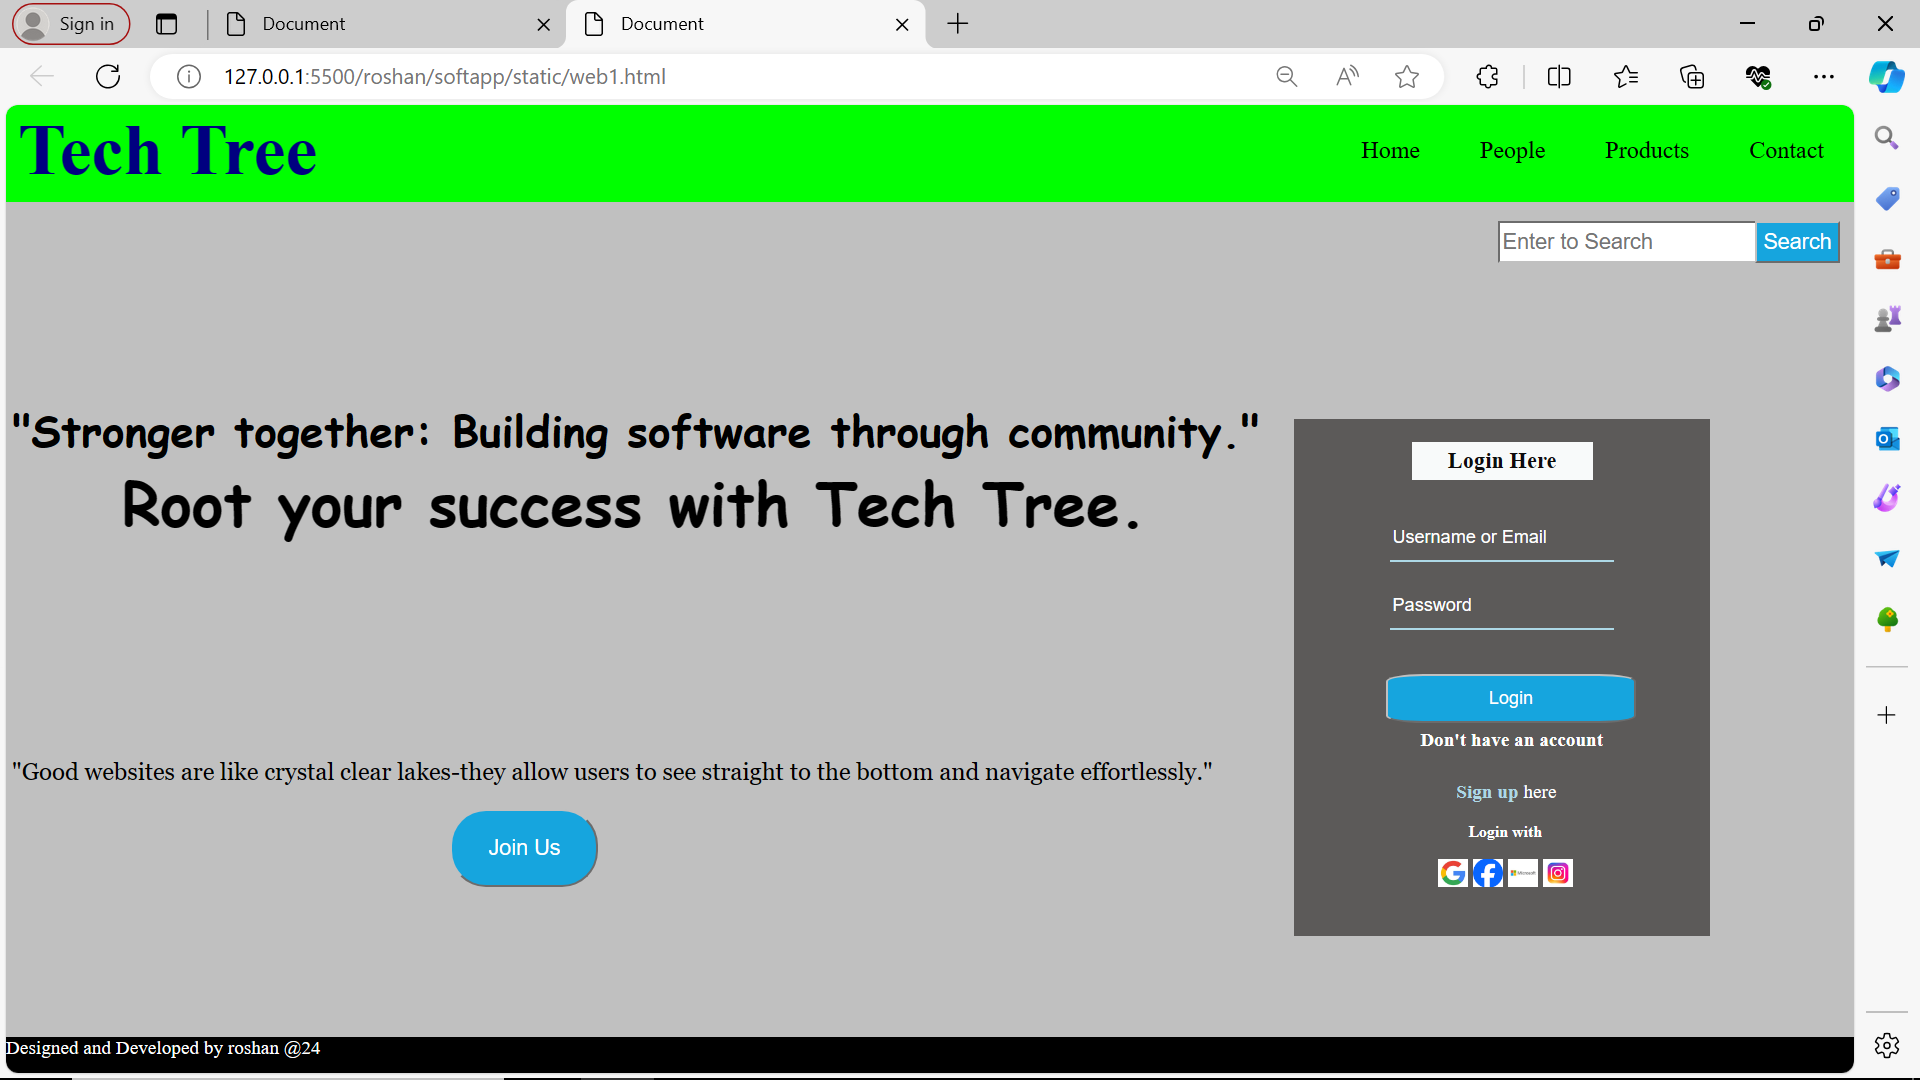 Sign in
Document
Document
127.0.0.1:5500/roshan/softapp/static/web1.html
Tech Tree
Home People Products Contact
Enter to Search
Search
"Stronger together: Building software through community."
Root your success with Tech Tree.
"Good websites are like crystal clear lakes-they allow users to see straight to the bottom and navigate effortlessly."
Join Us
Login Here
Username or Email
Password
Login
Don't have an account
Sign up here
Login with
Microsoft
Designed and Developed by roshan @24